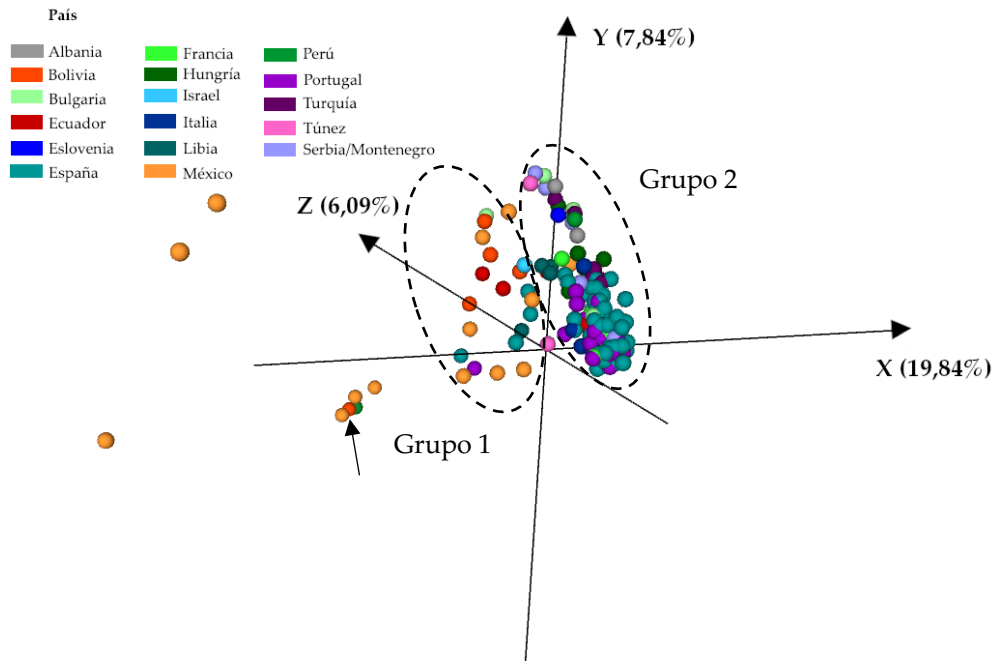 País
Albania
Bolivia
Bulgaria
Ecuador
Eslovenia
España
Francia
Hungría
Israel
Italia
Libia
México
Perú
Portugal
Turquía
Túnez
Serbia/Montenegro
Y (7,84%)
Grupo 2
Z (6,09%)
X (19,84%)
Grupo 1